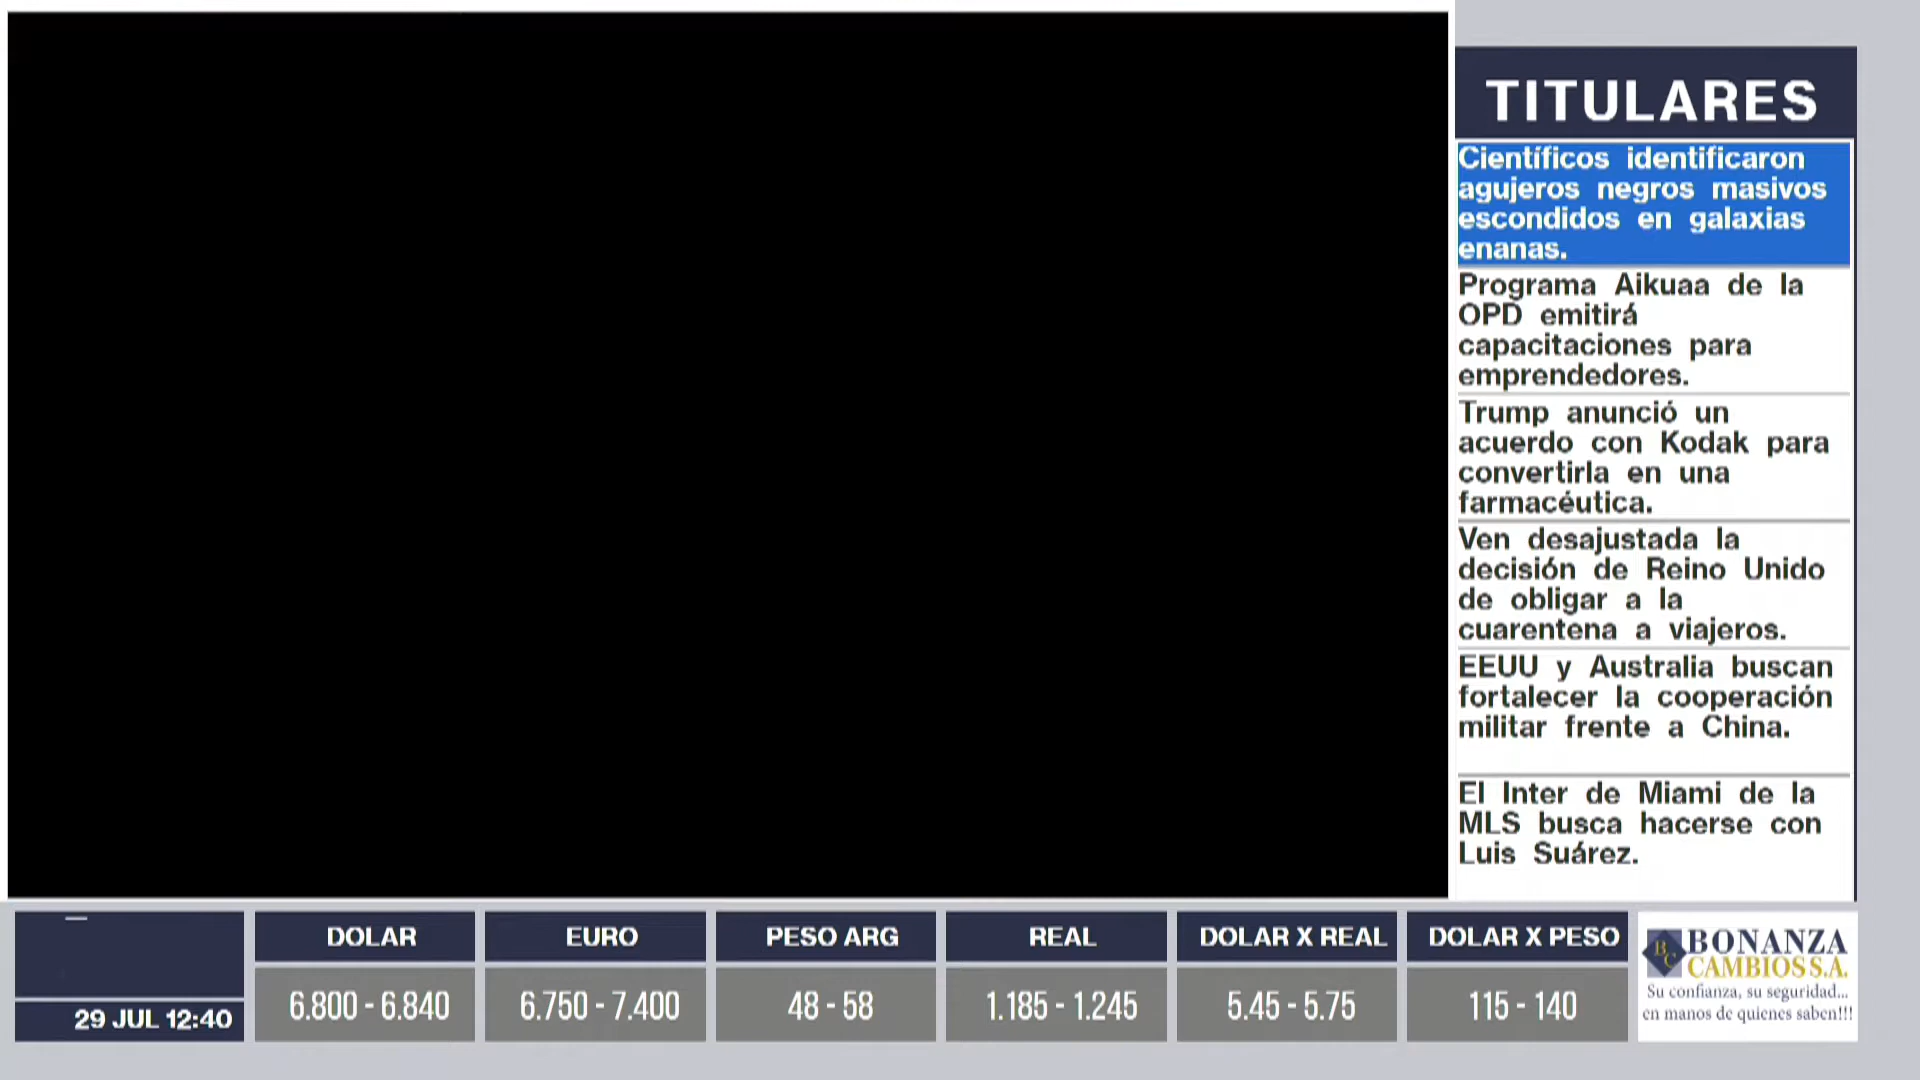 TITULARES
Científicos identificaron
agujeros negros masivos
escondidos en galaxias
enanas.
Programa Aikuaa de la
OPD emitirá
capacitaciones para
emprendedores.
Trump anunció un
acuerdo con Kodak para
convertirla en una
farmacéutica.
Ven desajustada la
decisión de Reino Unido
de obligar a la
cuarentena a viajeros.
EEUU y Australia buscan
fortalecer la cooperación
militar frente a China.
El Inter de Miami de la
MLS busca hacerse con
Luis Suárez.
29 JUL 12:40
DOLAR
6.800 - 6.840
EURO
6.750 - 7.400
PESO ARG
48 - 58
REAL
1.185 - 1.245
DOLAR X REAL
5.45 - 5.75
DOLAR X PESO
115 - 140
BC
BONANZA
CAMBIOS S.A.
Su confianza, su seguridad...
en manos de quienes saben!!!